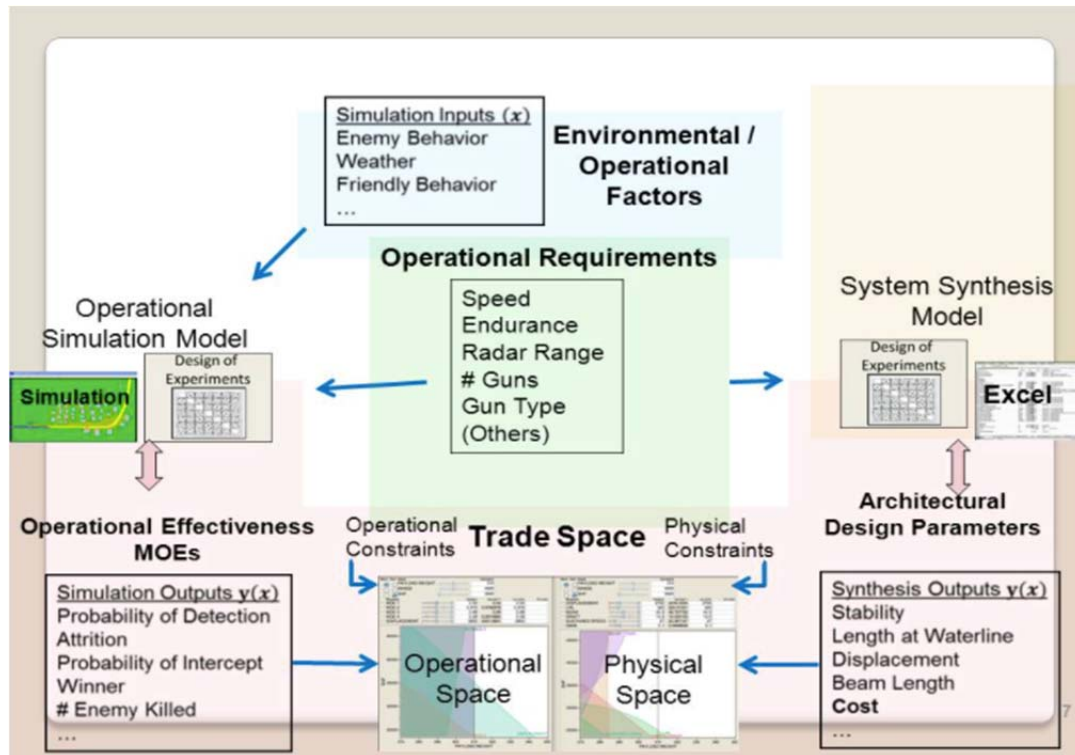 Simulation Inputs (x)
Enemy Behavior
Weather
Friendly Behavior
...
Environmental /
Operational
Factors
Operational Requirements
Speed
Endurance
Radar Range
# Guns
Gun Type
(Others)
Operational
Simulation Model
Design of
Experiments
Simulation
System Synthesis
Model
Design of
Experiments
Excel
Operational Effectiveness
MOEs
Simulation Outputs y(x)
Probability of Detection
Attrition
Probability of Intercept
Winner
# Enemy Killed
...
Operational
Constraints
Trade Space
Physical
Constraints
Operational
Space
Physical
Space
Architectural
Design Parameters
Synthesis Outputs y(x)
Stability
Length at Waterline
Displacement
Beam Length
Cost
...
7